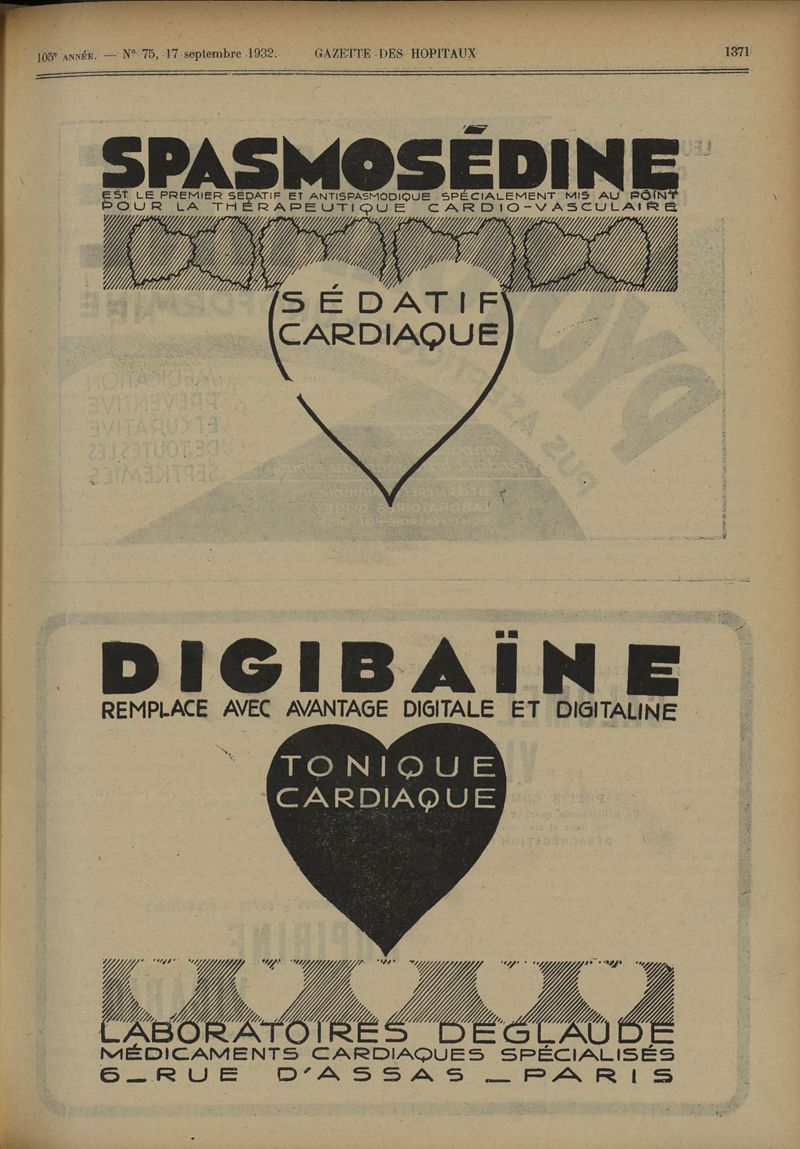 105e ANNÉE. — N° 75, 17 septembre 1932. GAZETTE DES HOPITAUX 1371
SPASMOSÉDINE
EST LE PREMIER SÉDATIF ET ANTISPASMODIQUE SPÉCIALEMENT MIS AU POINT
POUR LA THÉRAPEUTIQUE CARDIO-VASCULAIRE
SÉDATIF
CARDIAQUE
DIGIBAÏNE
REMPLACE AVEC AVANTAGE DIGITALE ET DIGITALINE
TONIQUE
CARDIAQUE
LABORATOIRES DEGLAUDE
MÉDICAMENTS CARDIAQUES SPÉCIALISÉS
6_RUE D'ASSAS _ PARIS